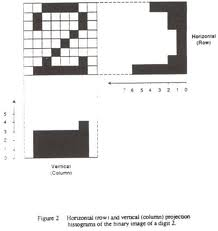 Horizontal
(Row)
7 6 5 4 3 2 1 0
5
4
3
2
1
0
Vertical
(Column)
Figure 2 Horizontal (row) and vertical (column) projection
histograms of the binary image of a digit 2.